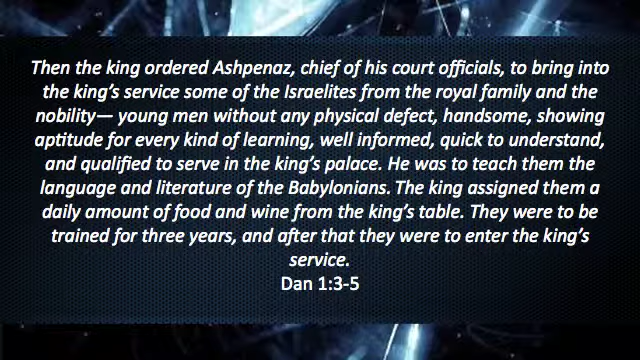 Then the king ordered Ashpenaz, chief of his court officials, to bring into
the king's service some of the Israelites from the royal family and the
nobility— young men without any physical defect, handsome, showing
aptitude for every kind of learning, well informed, quick to understand,
and qualified to serve in the king's palace. He was to teach them the
language and literature of the Babylonians. The king assigned them a
daily amount of food and wine from the king's table. They were to be
trained for three years, and after that they were to enter the king's
service.
Dan 1:3-5